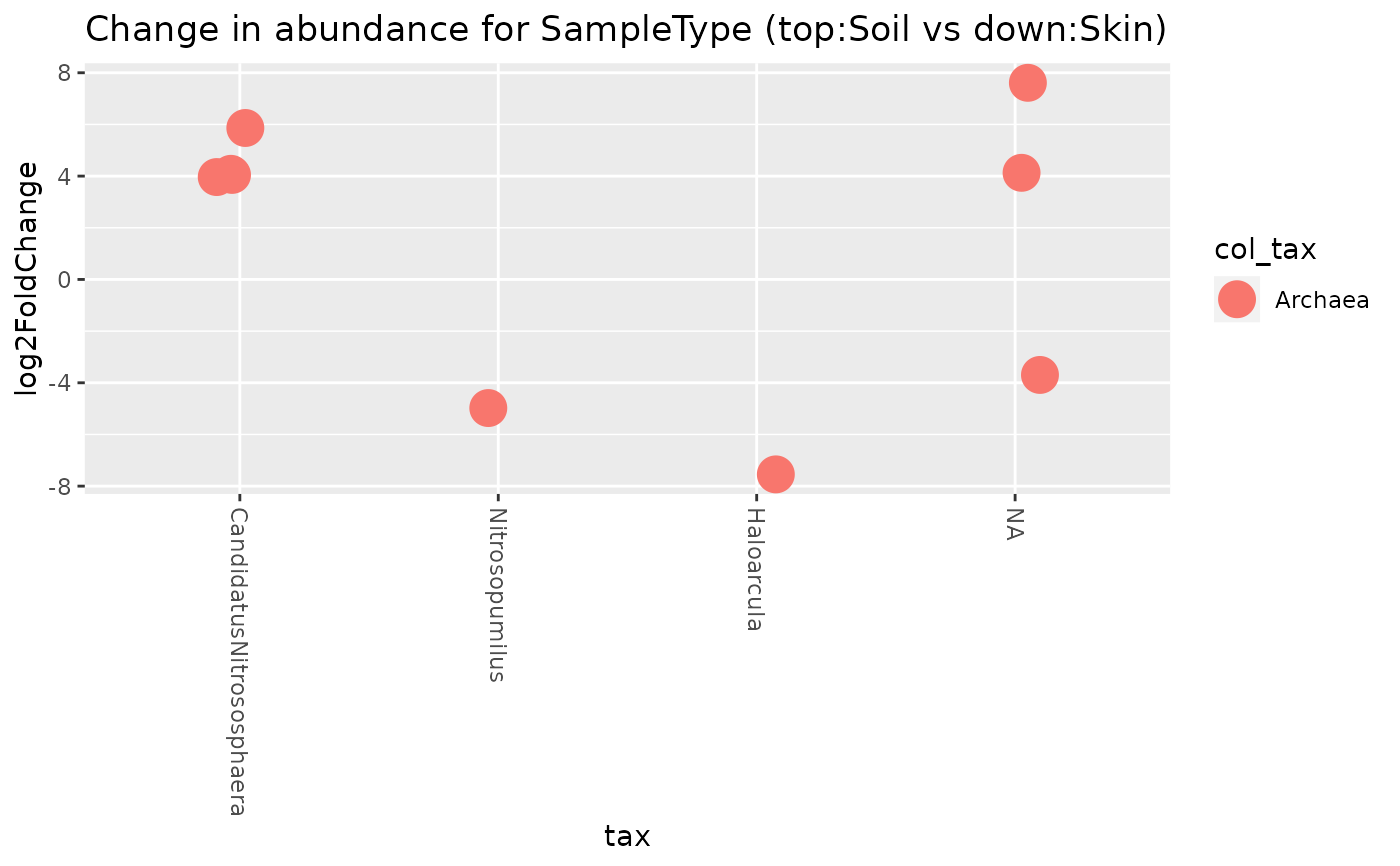 Change in abundance for SampleType (top:Soil vs down:Skin)
log2FoldChange
8
4
0
-4
-8
CandidatusNitrososphaera
Nitrosopumilus
Haloarcula
NA
tax
col_tax
Archaea